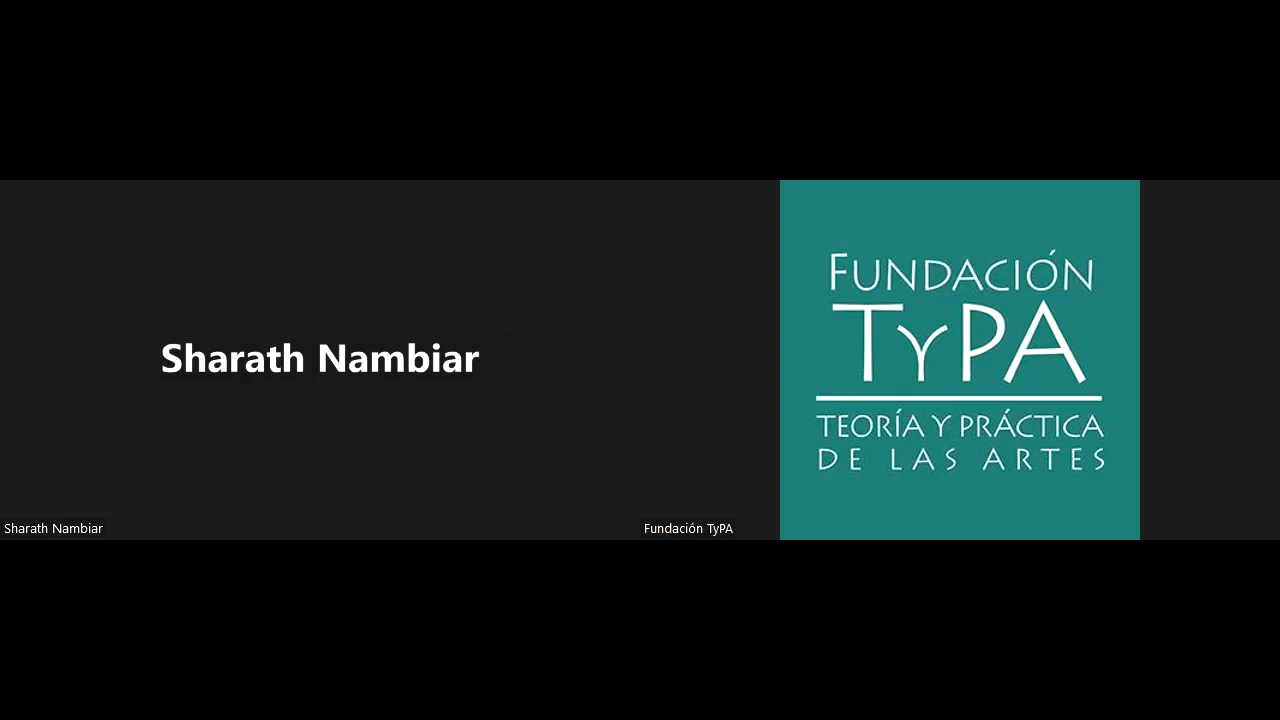 Sharath Nambiar
Sharath Nambiar
FUNDACIÓN
TyPA
TEORÍA Y PRÁCTICA
DE LAS ARTES
Fundación TyPA